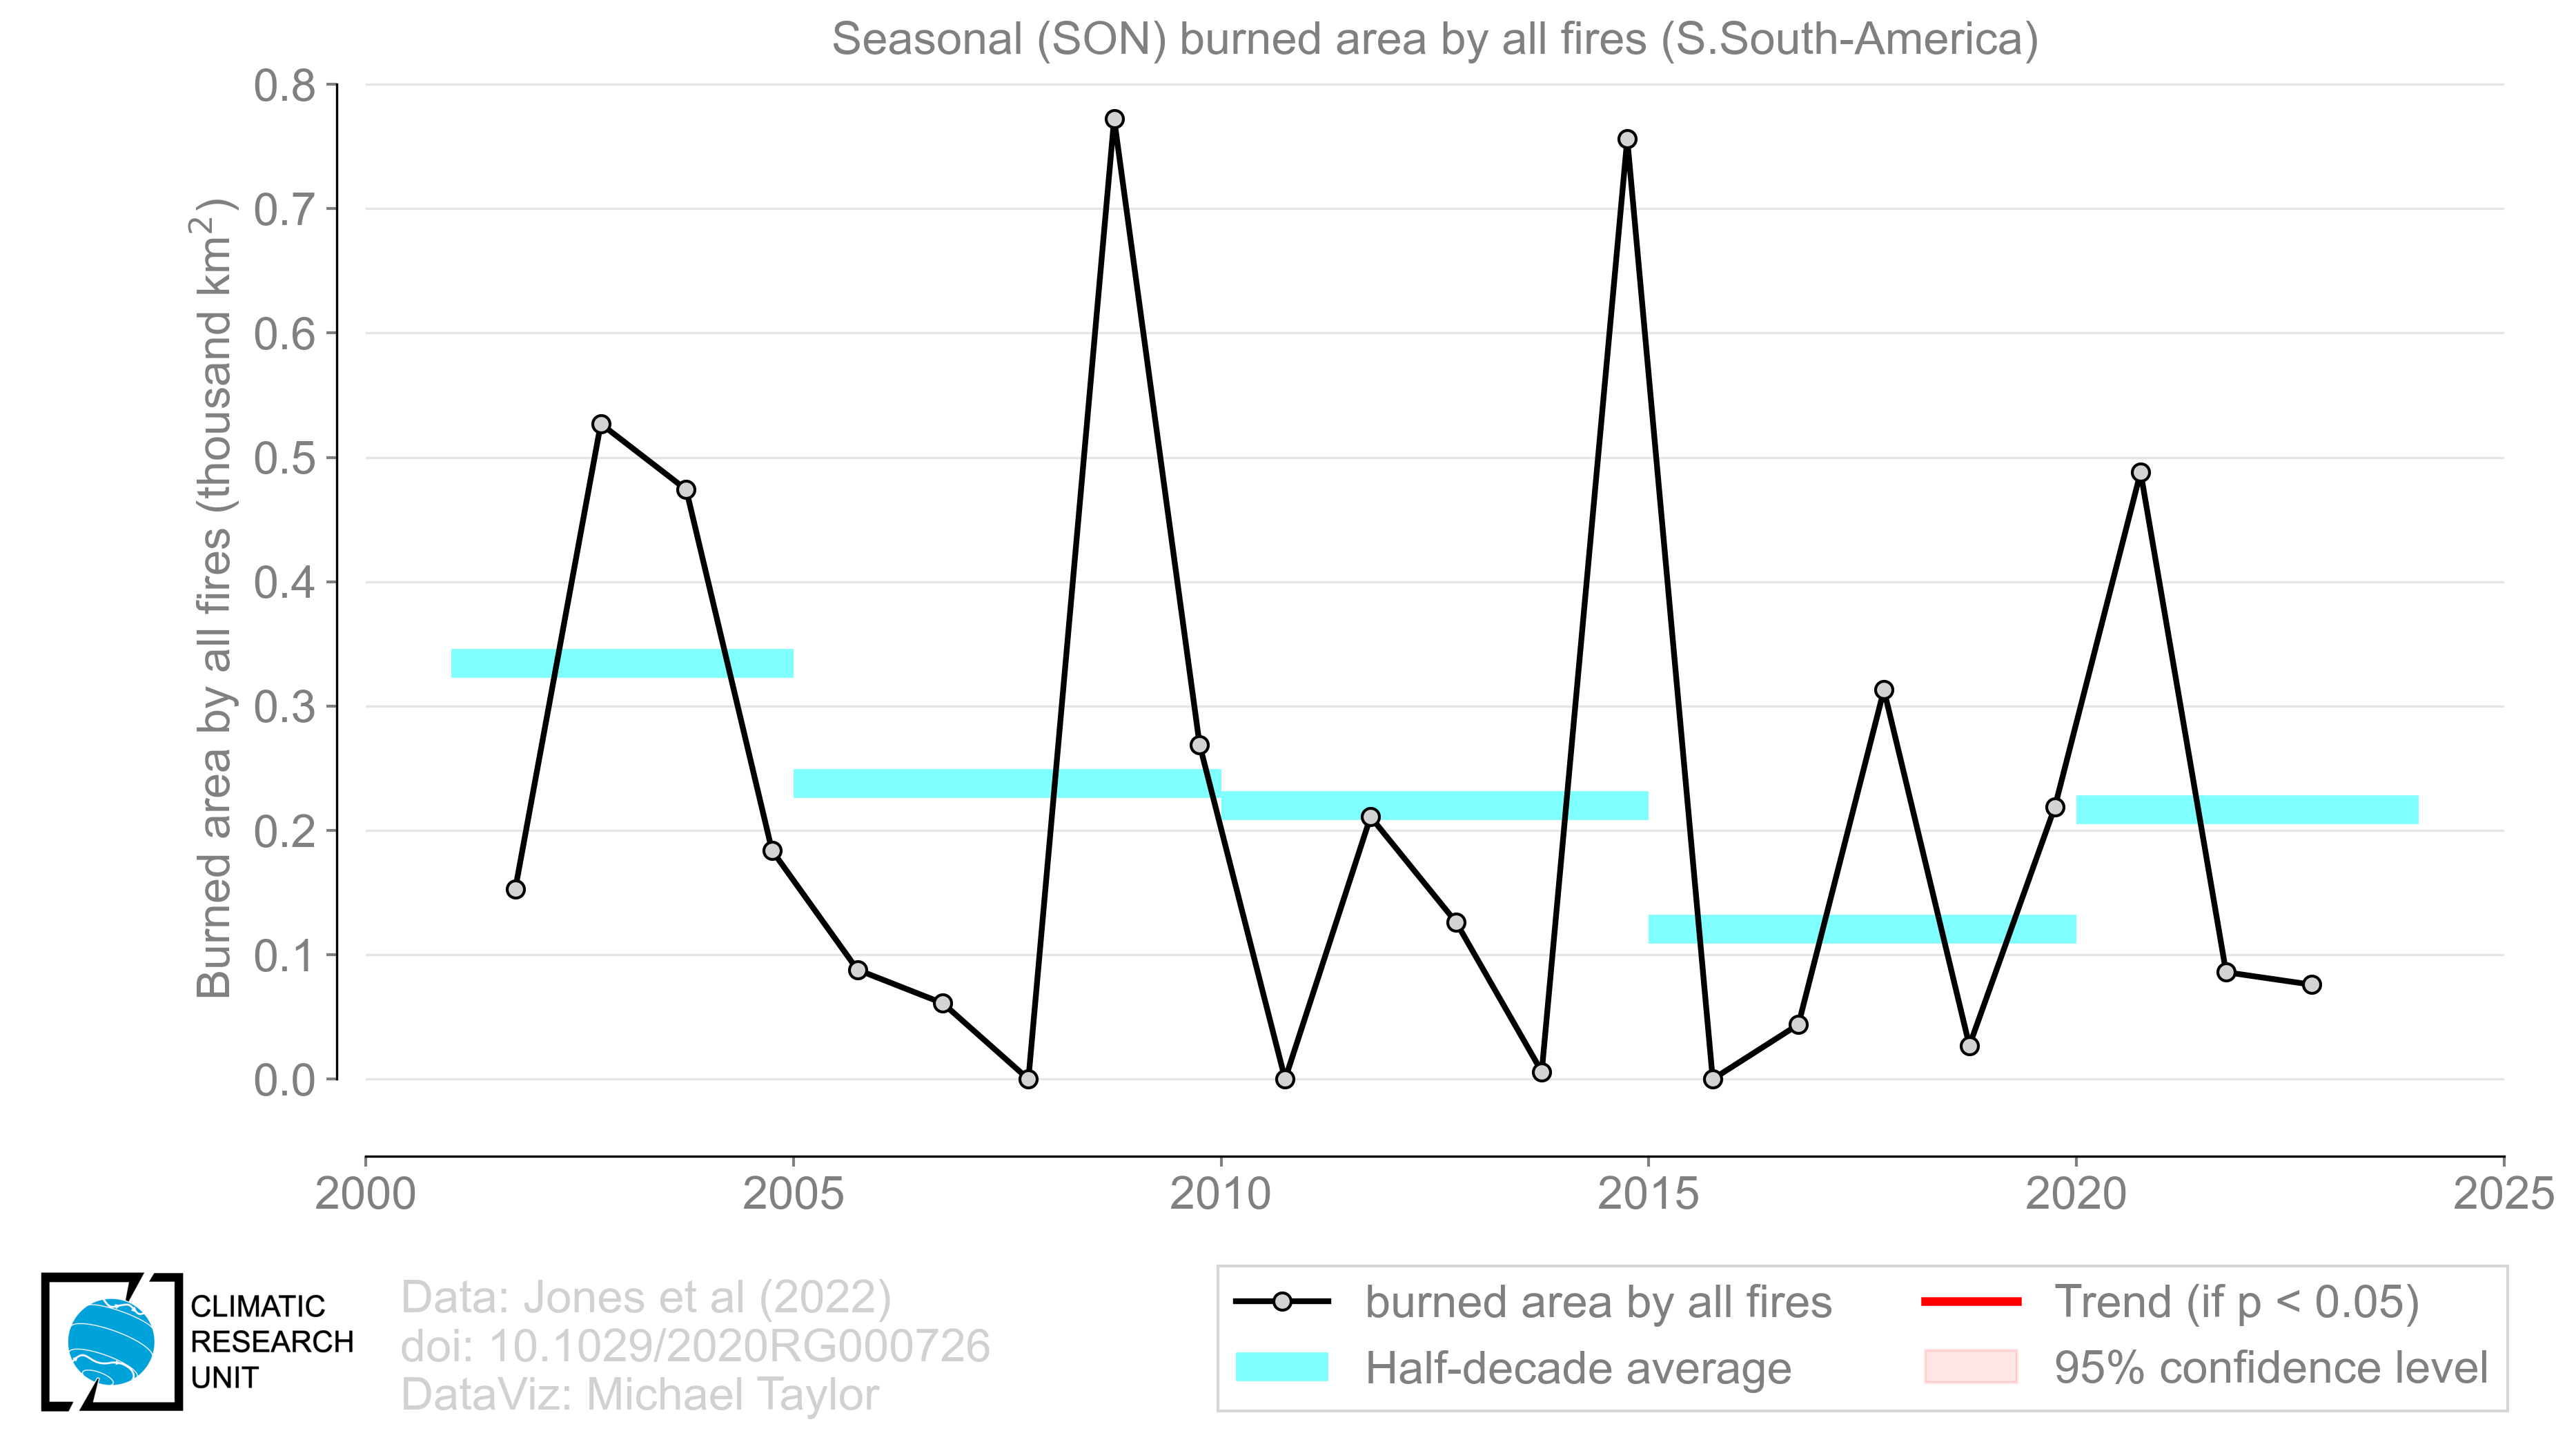 Seasonal (SON) burned area by all fires (S.South-America)
Burned area by all fires (thousand km²)
0.8
0.7
0.6
0.5
0.4
0.3
0.2
0.1
0.0
2000 2005 2010 2015 2020 2025
CLIMATIC
RESEARCH
UNIT
Data: Jones et al (2022)
doi: 10.1029/2020RG000726
DataViz: Michael Taylor
burned area by all fires
Half-decade average
Trend (if p < 0.05)
95% confidence level